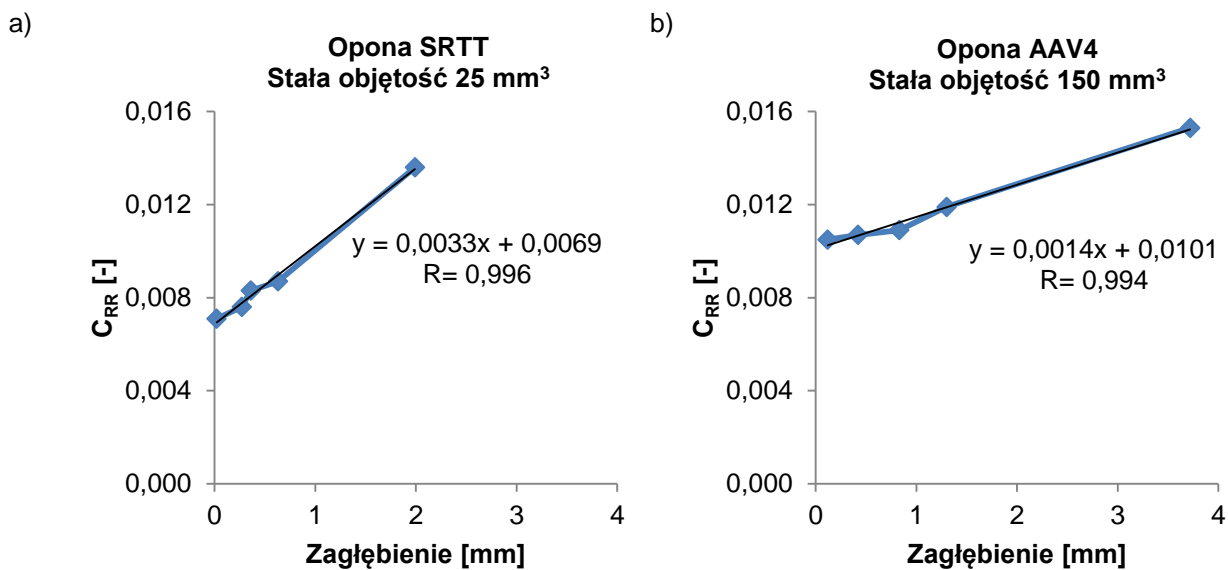 a)
Opona SRTT
Stała objętość 25 mm³
0,016
0,012
0,008
0,004
0,000
C_RR [-]
y = 0,0033x + 0,0069
R= 0,996
0 1 2 3 4
Zagłębienie [mm]
b)
Opona AAV4
Stała objętość 150 mm³
0,016
0,012
0,008
0,004
0,000
C_RR [-]
y = 0,0014x + 0,0101
R= 0,994
0 1 2 3 4
Zagłębienie [mm]